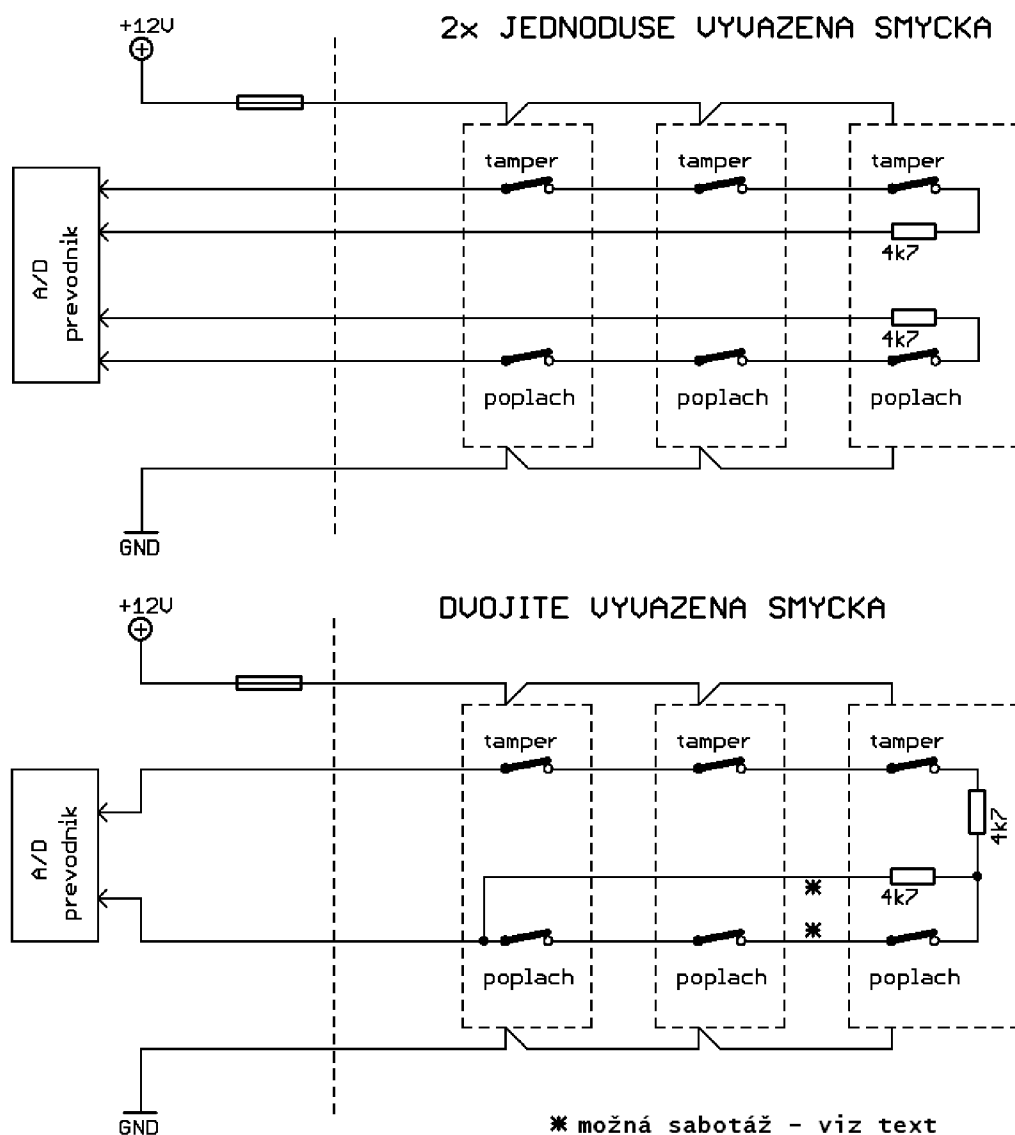 2x JEDNODUSE VYVAZENA SMYCKA
+12V
tamper
tamper
tamper
4k7
A/D
prevodnik
4k7
poplach
poplach
poplach
GND
DVOJITE VYVAZENA SMYCKA
+12V
tamper
tamper
tamper
4k7
A/D
prevodnik
4k7
poplach
poplach
poplach
GND
* možná sabotáž - viz text